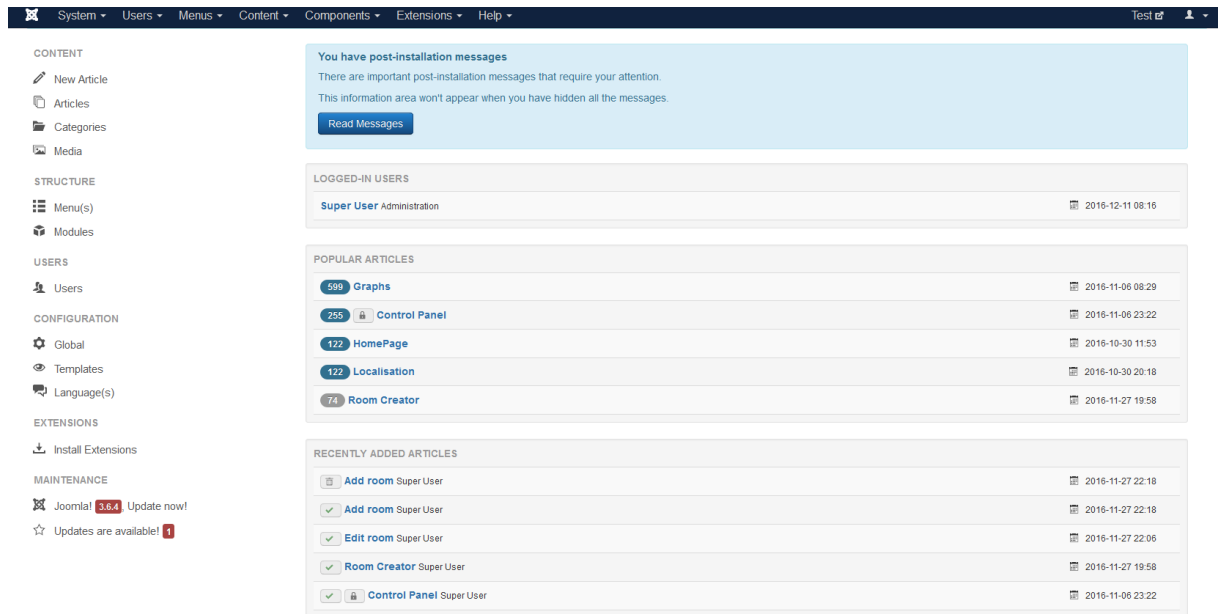 System Users Menus Content Components Extensions Help Test
CONTENT
New Article
Articles
Categories
Media
STRUCTURE
Menu(s)
Modules
USERS
Users
CONFIGURATION
Global
Templates
Language(s)
EXTENSIONS
Install Extensions
MAINTENANCE
Joomla! 3.6.4, Update now!
Updates are available! 1
You have post-installation messages
There are important post-installation messages that require your attention.
This information area won't appear when you have hidden all the messages.
Read Messages
LOGGED-IN USERS
Super User Administration 2016-12-11 08:16
POPULAR ARTICLES
599 Graphs 2016-11-06 08:29
255 Control Panel 2016-11-06 23:22
122 HomePage 2016-10-30 11:53
122 Localisation 2016-10-30 20:18
74 Room Creator 2016-11-27 19:58
RECENTLY ADDED ARTICLES
Add room Super User 2016-11-27 22:18
Add room Super User 2016-11-27 22:18
Edit room Super User 2016-11-27 22:06
Room Creator Super User 2016-11-27 19:58
Control Panel Super User 2016-11-06 23:22